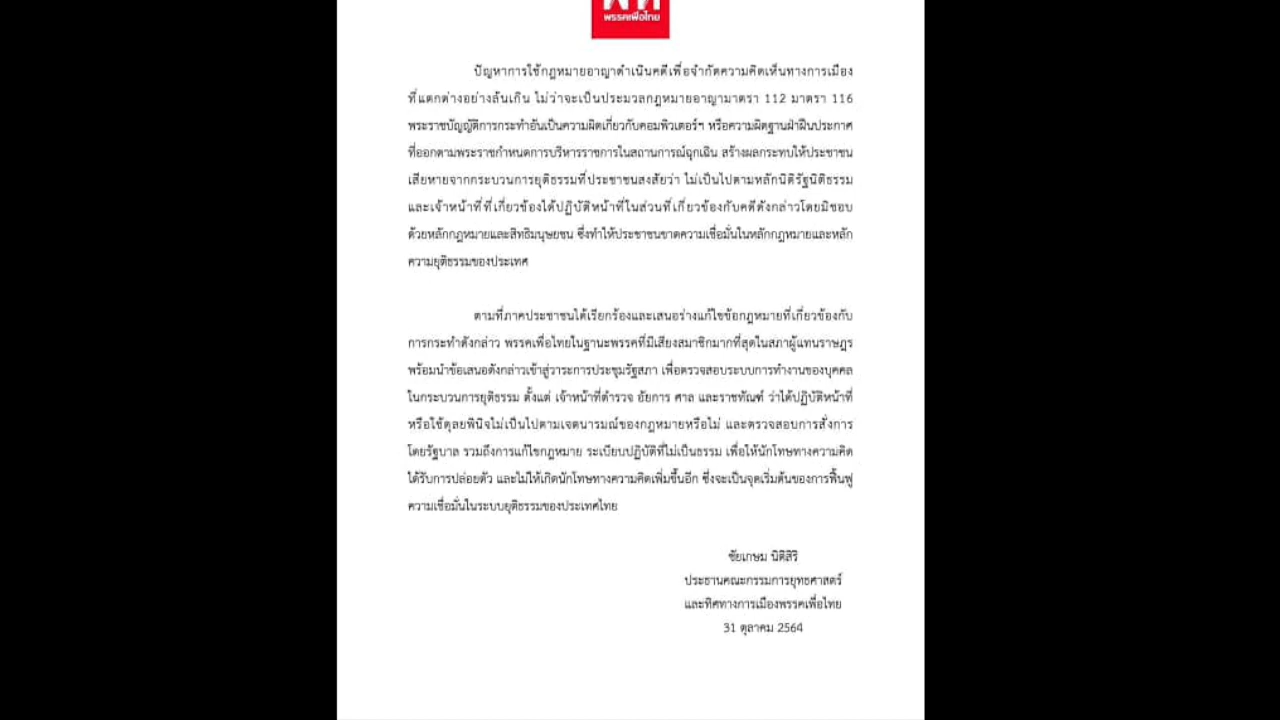 พท
พรรคเพื่อไทย
ปัญหาการใช้กฎหมายอาญาดำเนินคดีเพื่อจำกัดความคิดเห็นทางการเมือง
ที่แตกต่างอย่างล้นเกิน ไม่ว่าจะเป็นประมวลกฎหมายอาญามาตรา 112 มาตรา 116
พระราชบัญญัติการกระทำอันเป็นความผิดเกี่ยวกับคอมพิวเตอร์ฯ หรือความผิดฐานฝ่าฝืนประกาศ
ที่ออกตามพระราชกำหนดการบริหารราชการในสถานการณ์ฉุกเฉิน สร้างผลกระทบให้ประชาชน
เสียหายจากกระบวนการยุติธรรมที่ประชาชนสงสัยว่า ไม่เป็นไปตามหลักนิติรัฐนิติธรรม
และเจ้าหน้าที่ที่เกี่ยวข้องได้ปฏิบัติหน้าที่ในส่วนที่เกี่ยวข้องกับคดีดังกล่าวโดยมิชอบ
ด้วยหลักกฎหมายและสิทธิมนุษยชน ซึ่งทำให้ประชาชนขาดความเชื่อมั่นในหลักกฎหมายและหลัก
ความยุติธรรมของประเทศ
ตามที่ภาคประชาชนได้เรียกร้องและเสนอร่างแก้ไขข้อกฎหมายที่เกี่ยวข้องกับ
การกระทำดังกล่าว พรรคเพื่อไทยในฐานะพรรคที่มีเสียงสมาชิกมากที่สุดในสภาผู้แทนราษฎร
พร้อมนำข้อเสนอดังกล่าวเข้าสู่วาระการประชุมรัฐสภา เพื่อตรวจสอบระบบการทำงานของบุคคล
ในกระบวนการยุติธรรม ตั้งแต่ เจ้าหน้าที่ตำรวจ อัยการ ศาล และราชทัณฑ์ ว่าได้ปฏิบัติหน้าที่
หรือใช้ดุลยพินิจไม่เป็นไปตามเจตนารมณ์ของกฎหมายหรือไม่ และตรวจสอบการสั่งการ
โดยรัฐบาล รวมถึงการแก้ไขกฎหมาย ระเบียบปฏิบัติที่ไม่เป็นธรรม เพื่อให้นักโทษทางความคิด
ได้รับการปล่อยตัว และไม่ให้เกิดนักโทษทางความคิดเพิ่มขึ้นอีก ซึ่งจะเป็นจุดเริ่มต้นของการฟื้นฟู
ความเชื่อมั่นในระบบยุติธรรมของประเทศไทย
ชัยเกษม นิติสิริ
ประธานคณะกรรมการยุทธศาสตร์
และทิศทางการเมืองพรรคเพื่อไทย
31 ตุลาคม 2564